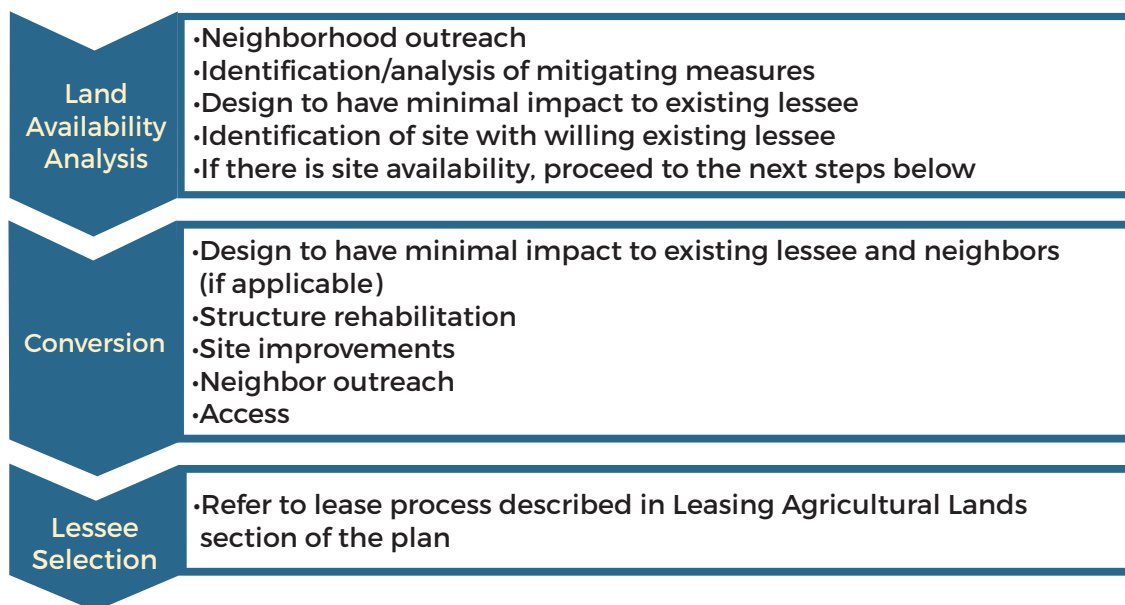 Land
Availability
Analysis
•Neighborhood outreach
•Identification/analysis of mitigating measures
•Design to have minimal impact to existing lessee
•Identification of site with willing existing lessee
•If there is site availability, proceed to the next steps below
Conversion
•Design to have minimal impact to existing lessee and neighbors
(if applicable)
•Structure rehabilitation
•Site improvements
•Neighbor outreach
•Access
Lessee
Selection
•Refer to lease process described in Leasing Agricultural Lands
section of the plan